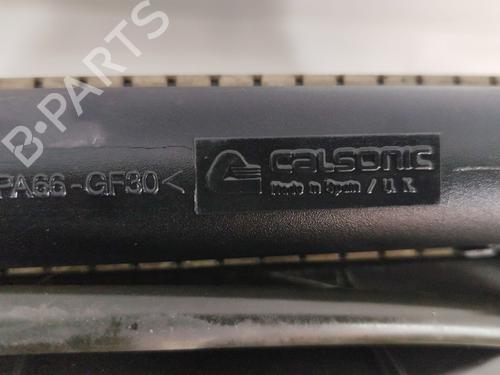 B-PARTS
PA66-GF30<
CALSONIC
Made in Spain / U.K